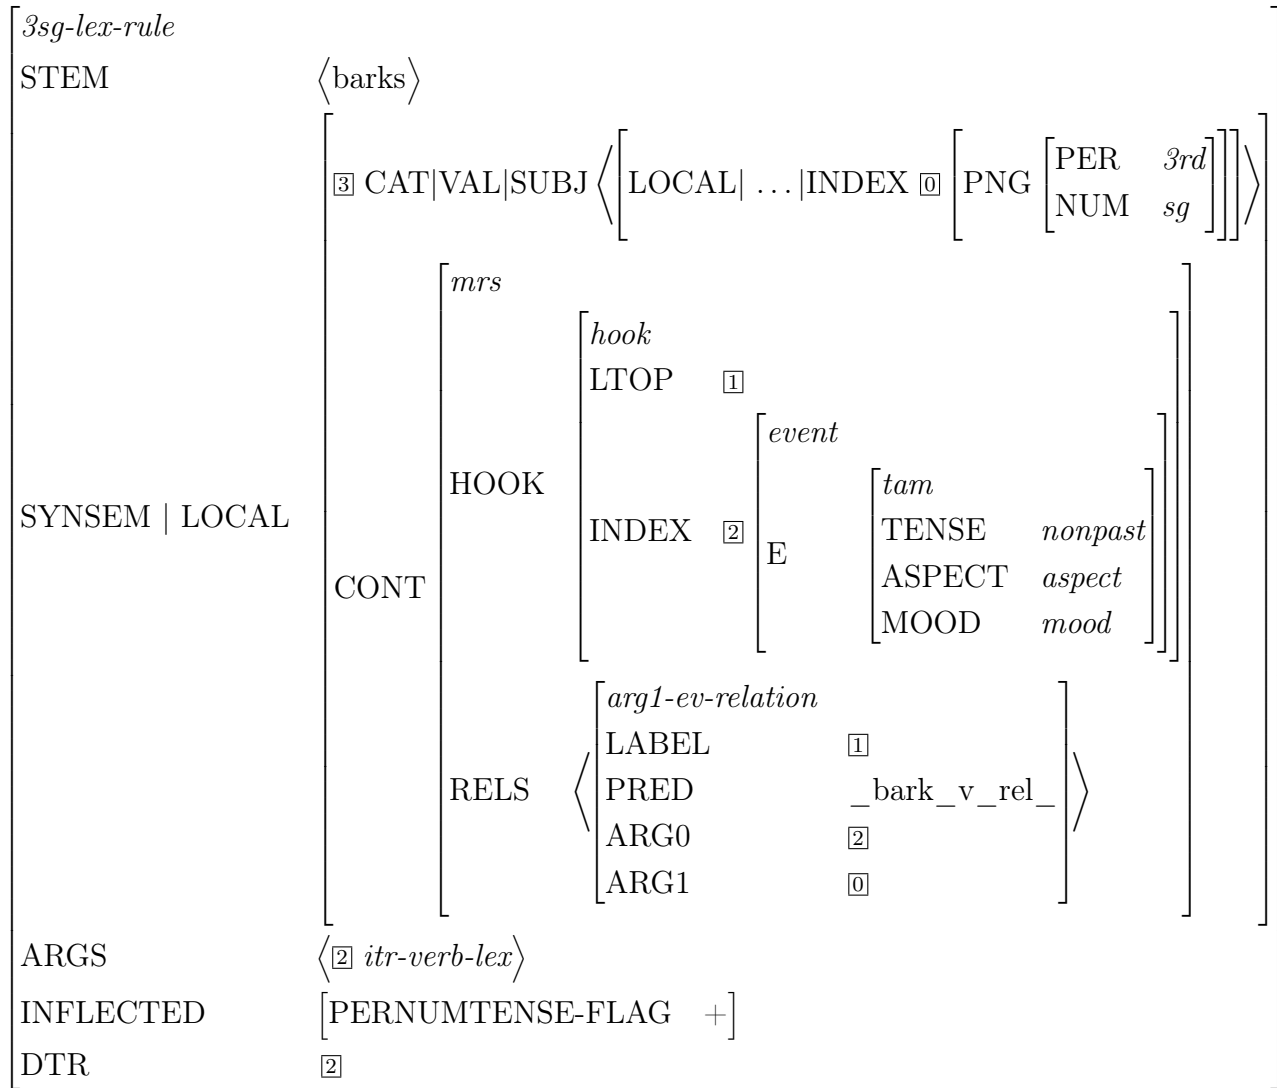 3sg-lex-rule
STEM ⟨barks⟩
3 CAT|VAL|SUBJ ⟨[LOCAL| ...|INDEX 0 [PNG [PER 3rd
NUM sg]]]⟩
mrs
hook
LTOP 1
event
HOOK
tam
SYNSEM | LOCAL
INDEX 2
TENSE nonpast
E
ASPECT aspect
CONT
MOOD mood
arg1-ev-relation
LABEL 1
RELS ⟨PRED _bark_v_rel_⟩
ARG0 2
ARG1 0
ARGS ⟨2 itr-verb-lex⟩
INFLECTED [PERNUMTENSE-FLAG +]
DTR 2